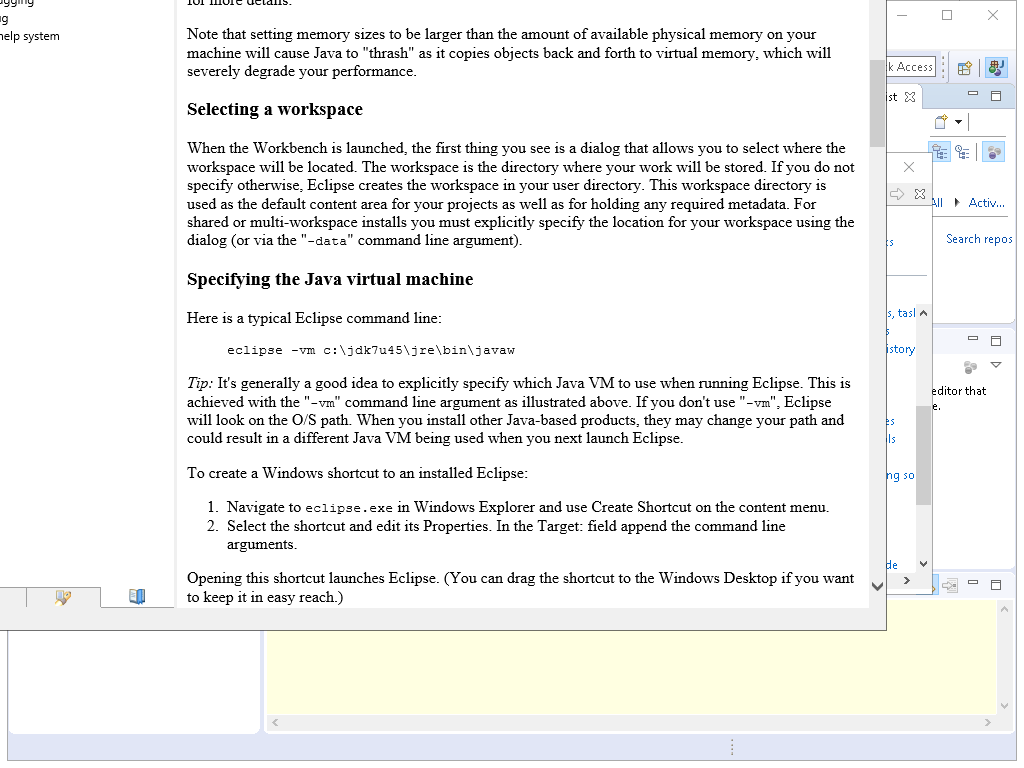 for more details.
ugging
g
help system
Note that setting memory sizes to be larger than the amount of available physical memory on your
machine will cause Java to "thrash" as it copies objects back and forth to virtual memory, which will
severely degrade your performance.
Selecting a workspace
When the Workbench is launched, the first thing you see is a dialog that allows you to select where the
workspace will be located. The workspace is the directory where your work will be stored. If you do not
specify otherwise, Eclipse creates the workspace in your user directory. This workspace directory is
used as the default content area for your projects as well as for holding any required metadata. For
shared or multi-workspace installs you must explicitly specify the location for your workspace using the
dialog (or via the "-data" command line argument).
Specifying the Java virtual machine
Here is a typical Eclipse command line:
eclipse -vm c:\jdk7u45\jre\bin\javaw
Tip: It's generally a good idea to explicitly specify which Java VM to use when running Eclipse. This is
achieved with the "-vm" command line argument as illustrated above. If you don't use "-vm", Eclipse
will look on the O/S path. When you install other Java-based products, they may change your path and
could result in a different Java VM being used when you next launch Eclipse.
To create a Windows shortcut to an installed Eclipse:
1. Navigate to eclipse.exe in Windows Explorer and use Create Shortcut on the content menu.
2. Select the shortcut and edit its Properties. In the Target: field append the command line
arguments.
Opening this shortcut launches Eclipse. (You can drag the shortcut to the Windows Desktop if you want
to keep it in easy reach.)
k Access
ist
All Activ...
ks
Search repos
s, tasl
s
istory
editor that
e.
es
ls
ng so
de